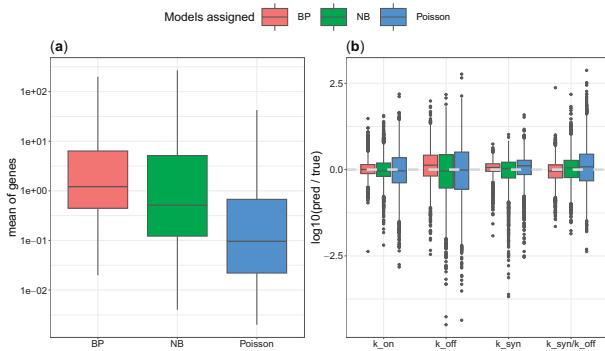 Models assigned BP NB Poisson
(a)
(b)
mean of genes
1e+02
1e+01
1e+00
1e−01
1e−02
BP NB Poisson
log10(pred / true)
2.5
0.0
−2.5
k_on k_off k_syn k_syn/k_off